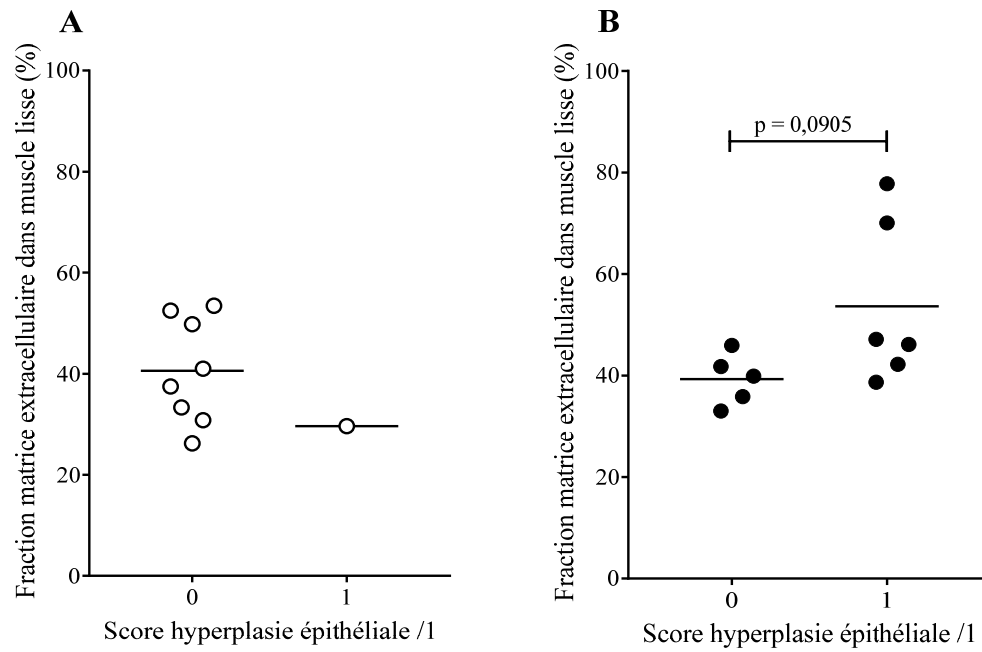 A
Fraction matrice extracellulaire dans muscle lisse (%)
100
80
60
40
20
0
0 1
Score hyperplasie épithéliale /1
B
Fraction matrice extracellulaire dans muscle lisse (%)
100
80
60
40
20
0
p = 0,0905
0 1
Score hyperplasie épithéliale /1